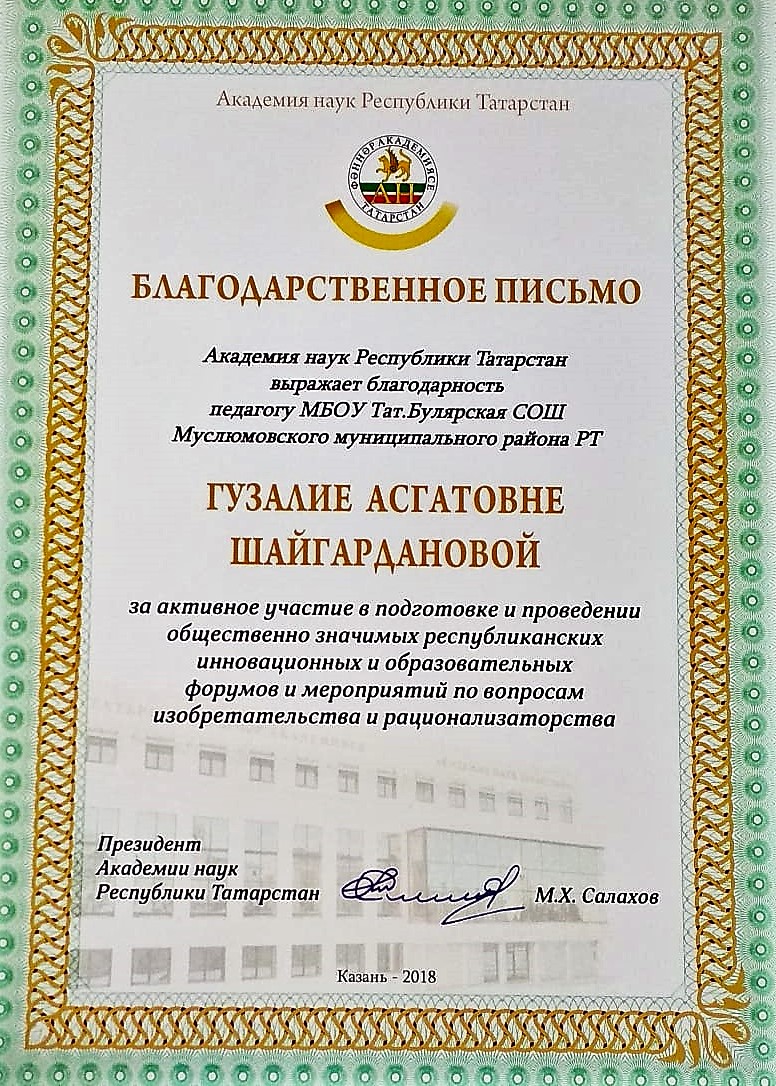 Академия наук Республики Татарстан
ФӘННӘР АКАДЕМИЯСЕ
АН
ТАТАРСТАН
БЛАГОДАРСТВЕННОЕ ПИСЬМО
Академия наук Республики Татарстан
выражает благодарность
педагогу МБОУ Тат.Булярская СОШ
Муслюмовского муниципального района РТ
ГУЗАЛИЕ АСГАТОВНЕ
ШАЙГАРДАНОВОЙ
за активное участие в подготовке и проведении
общественно значимых республиканских
инновационных и образовательных
форумов и мероприятий по вопросам
изобретательства и рационализаторства
Президент
Академии наук
Республики Татарстан
М.Х. Салахов
Казань - 2018